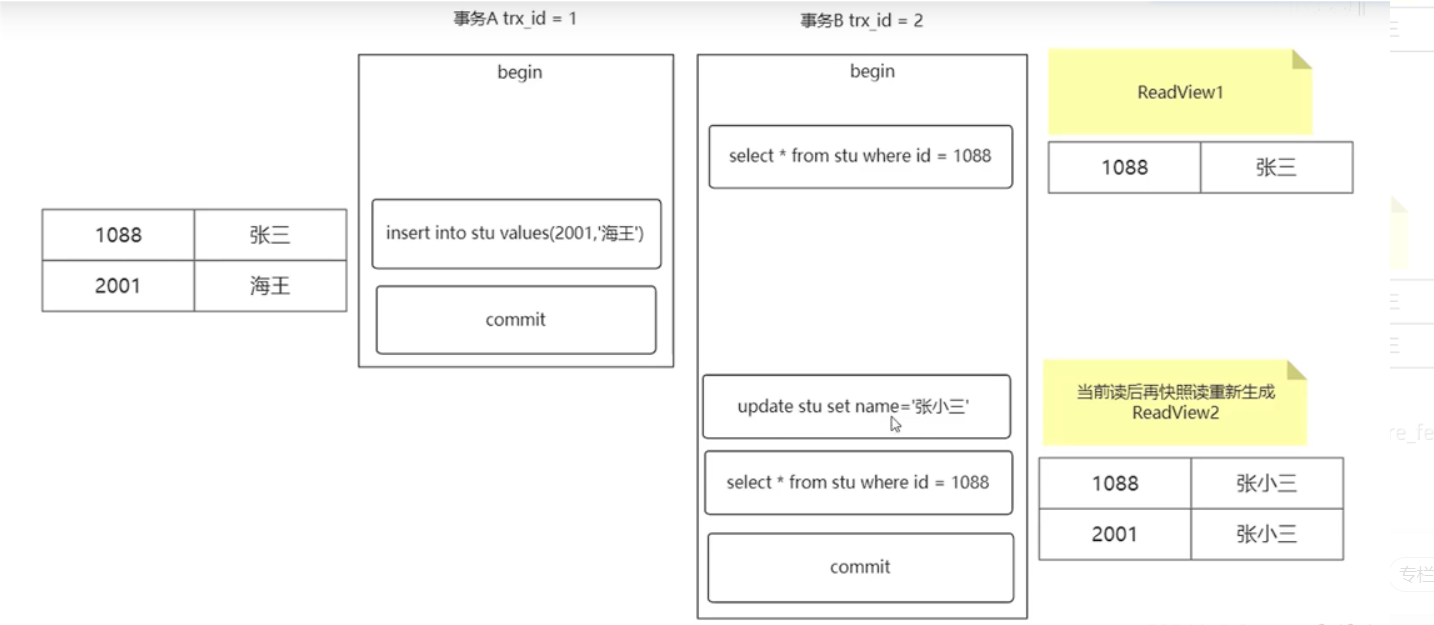 事务A trx_id = 1
事务B trx_id = 2
begin
begin
ReadView1
select * from stu where id = 1088
1088 张三
insert into stu values(2001,'海王')
1088 张三
2001 海王
commit
当前读后再快照读重新生成
ReadView2
update stu set name='张小三'
select * from stu where id = 1088
1088 张小三
2001 张小三
commit
re_fe
专栏